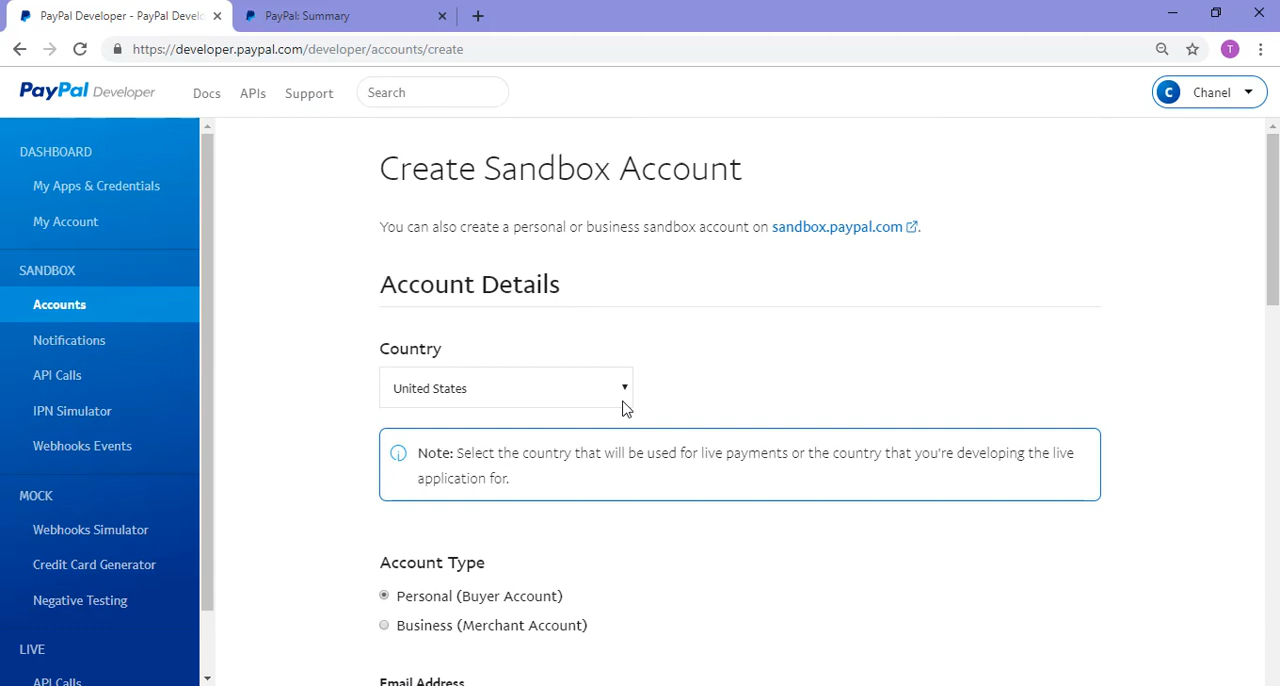 PayPal Developer - PayPal Devel
PayPal: Summary
https://developer.paypal.com/developer/accounts/create
T
PayPal Developer
Docs
APIs
Support
Search
C
Chanel
DASHBOARD
My Apps & Credentials
My Account
SANDBOX
Accounts
Notifications
API Calls
IPN Simulator
Webhooks Events
MOCK
Webhooks Simulator
Credit Card Generator
Negative Testing
LIVE
API Calls
Create Sandbox Account
You can also create a personal or business sandbox account on sandbox.paypal.com.
Account Details
Country
United States
Note: Select the country that will be used for live payments or the country that you're developing the live
application for.
Account Type
Personal (Buyer Account)
Business (Merchant Account)
Email Address